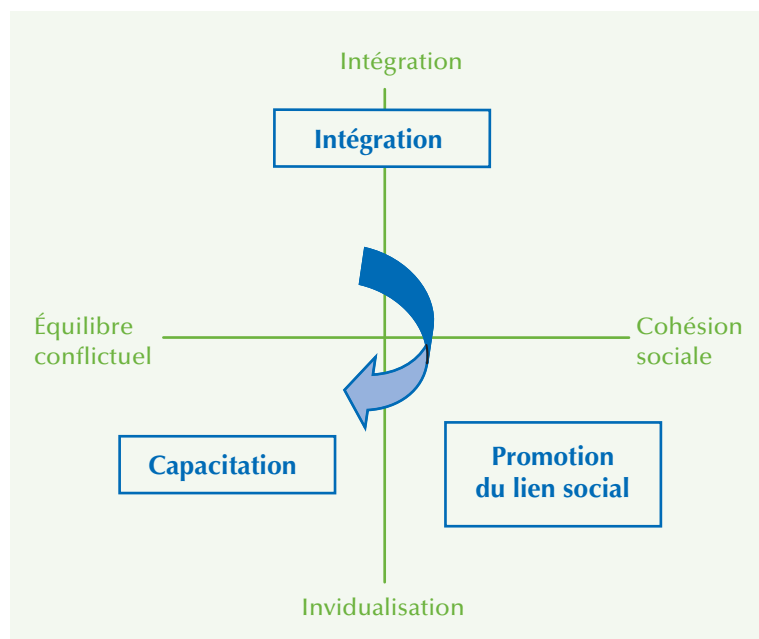 Intégration
Intégration
Équilibre
conflictuel
Cohésion
sociale
Capacitation
Promotion
du lien social
Invidualisation